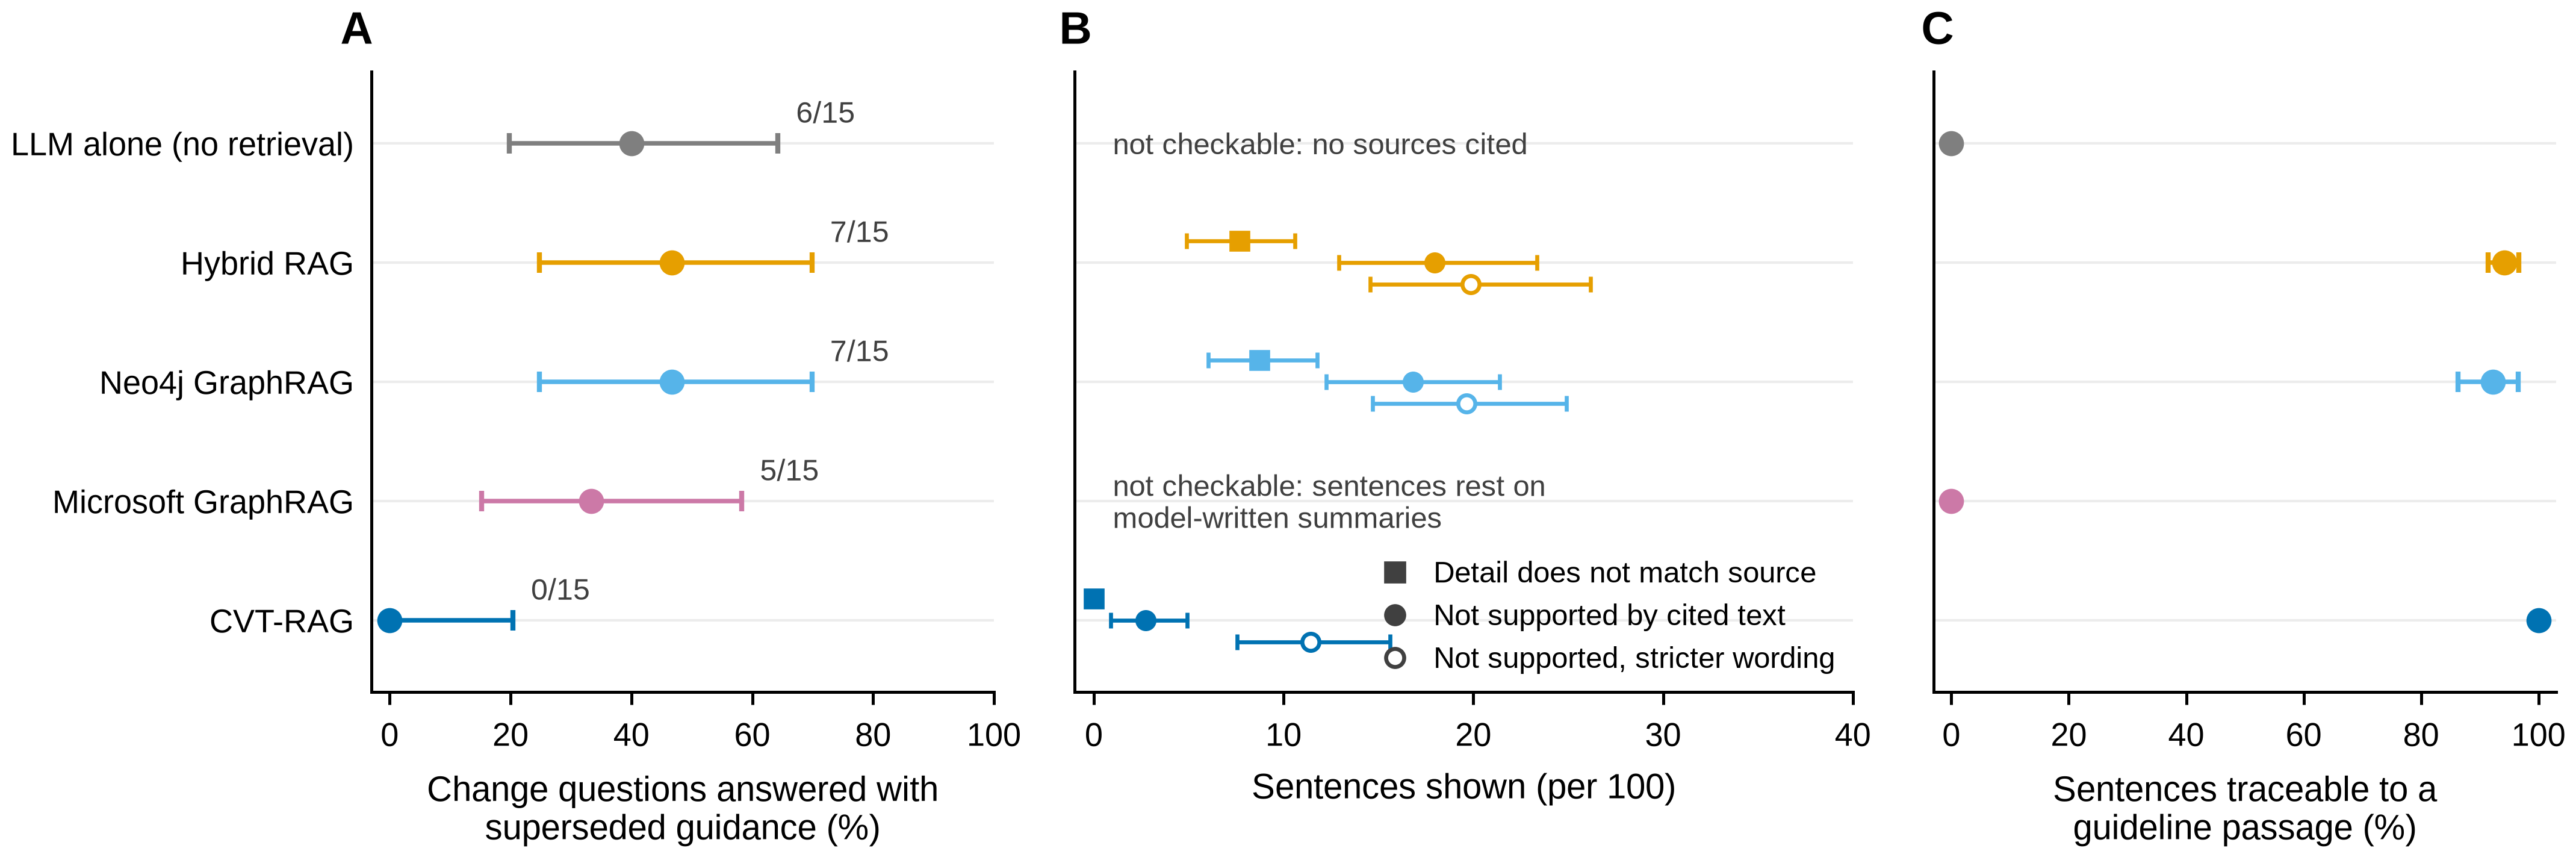 A
B
C
LLM alone (no retrieval)
Hybrid RAG
Neo4j GraphRAG
Microsoft GraphRAG
CVT-RAG
6/15
7/15
7/15
5/15
0/15
0 20 40 60 80 100
Change questions answered with
superseded guidance (%)
not checkable: no sources cited
not checkable: sentences rest on
model-written summaries
Detail does not match source
Not supported by cited text
Not supported, stricter wording
0 10 20 30 40
Sentences shown (per 100)
0 20 40 60 80 100
Sentences traceable to a
guideline passage (%)